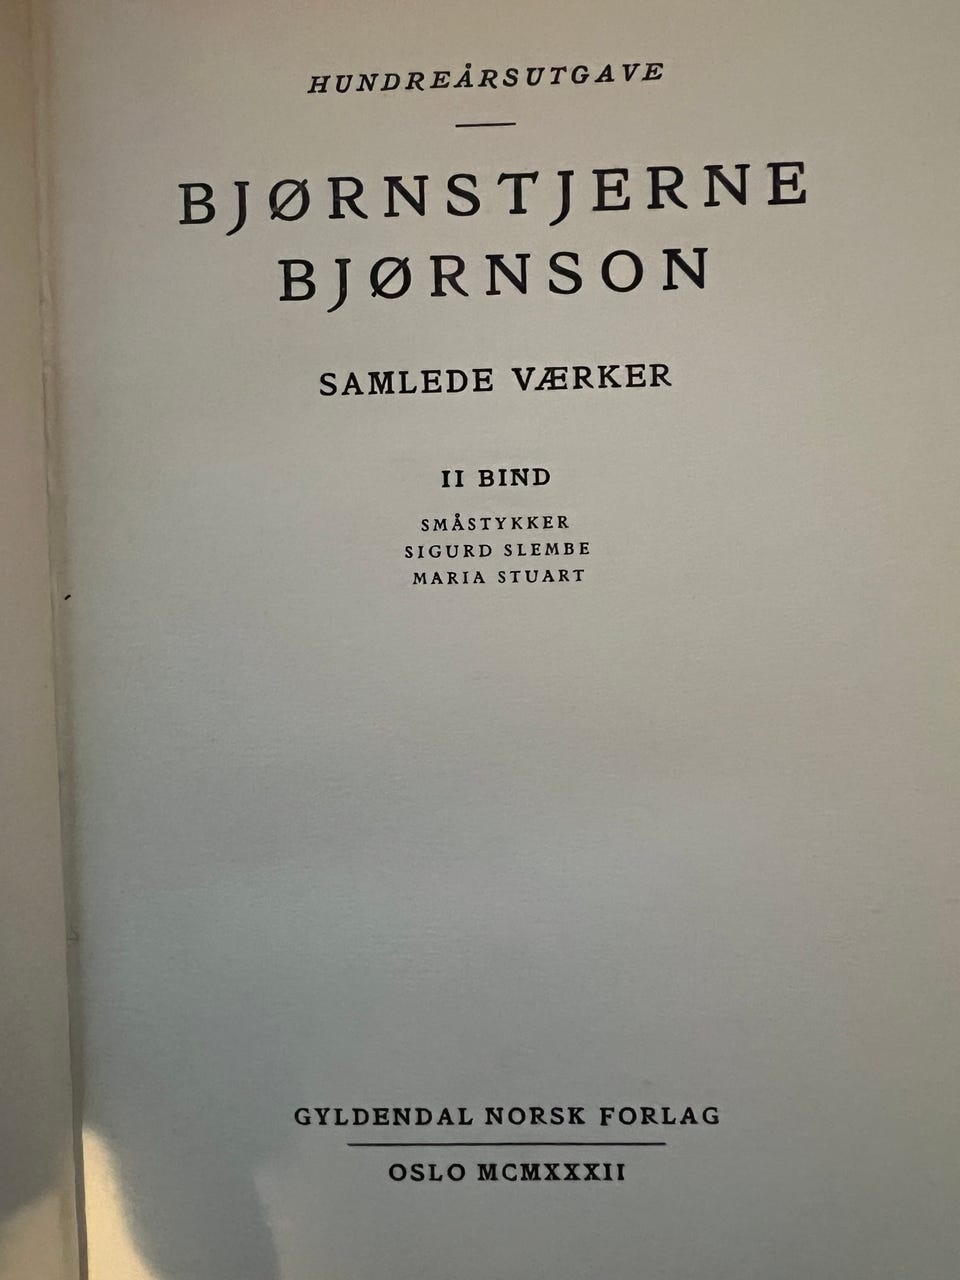 HUNDREÅRSUTGAVE
BJØRNSTJERNE
BJØRNSON
SAMLEDE VÆRKER
II BIND
SMÅSTYKKER
SIGURD SLEMBE
MARIA STUART
GYLDENDAL NORSK FORLAG
OSLO MCMXXXII